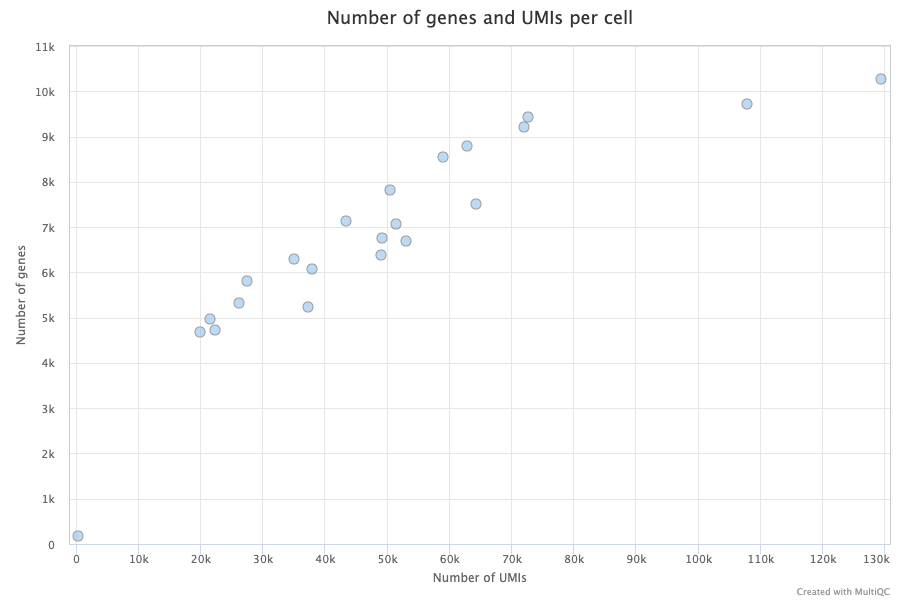 Number of genes and UMIs per cell
Number of genes
11k
10k
9k
8k
7k
6k
5k
4k
3k
2k
1k
0
0 10k 20k 30k 40k 50k 60k 70k 80k 90k 100k 110k 120k 130k
Number of UMIs
Created with MultiQC